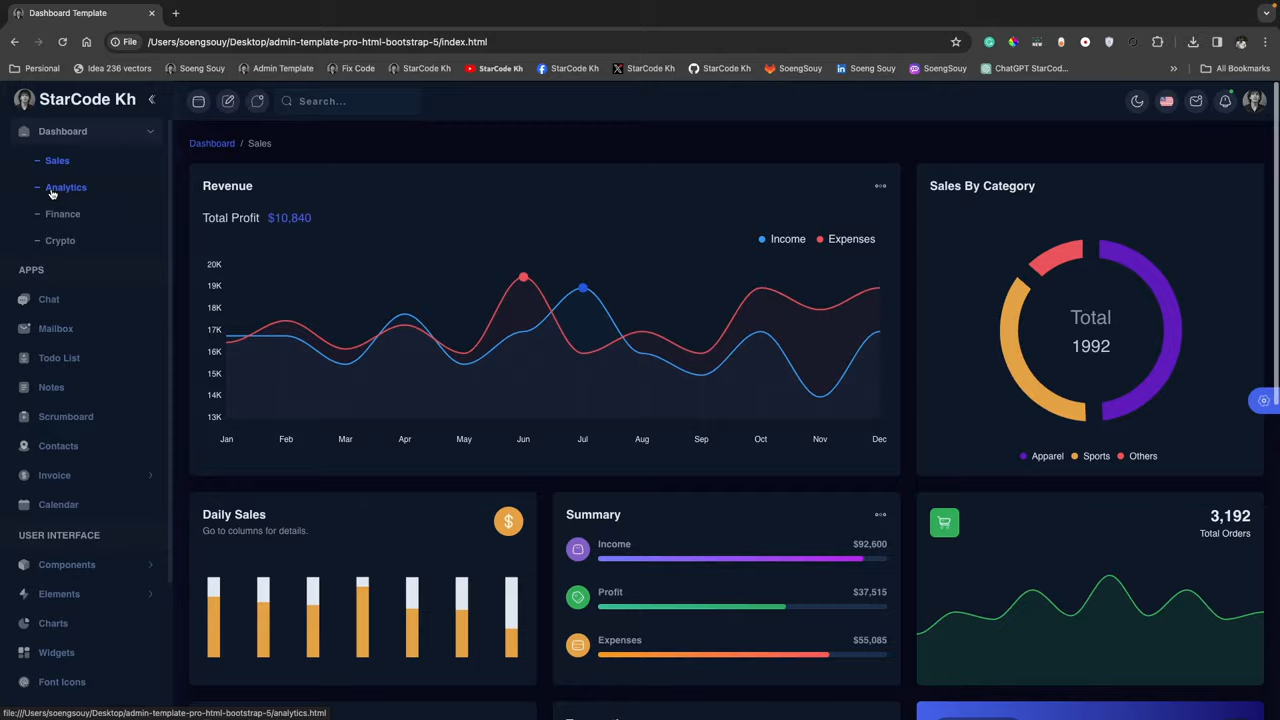 Dashboard Template
File
/Users/soengsouy/Desktop/admin-template-pro-html-bootstrap-5/index.html
Personal
Idea 236 vectors
Soeng Souy
Admin Template
Fix Code
StarCode Kh
StarCode Kh
StarCode Kh
StarCode Kh
StarCode Kh
SoengSouy
Soeng Souy
SoengSouy
ChatGPT StarCod...
All Bookmarks
StarCode Kh
Search...
Dashboard
Sales
Analytics
Finance
Crypto
APPS
Chat
Mailbox
Todo List
Notes
Scrumboard
Contacts
Invoice
Calendar
USER INTERFACE
Components
Elements
Charts
Widgets
Font Icons
Dashboard / Sales
Revenue
Total Profit $10,840
Income Expenses
20K
19K
18K
17K
16K
15K
14K
13K
Jan Feb Mar Apr May Jun Jul Aug Sep Oct Nov Dec
Sales By Category
Total
1992
Apparel Sports Others
Daily Sales
Go to columns for details.
$
Summary
Income $92,600
Profit $37,515
Expenses $55,085
3,192
Total Orders
file:///Users/soengsouy/Desktop/admin-template-pro-html-bootstrap-5/analytics.html